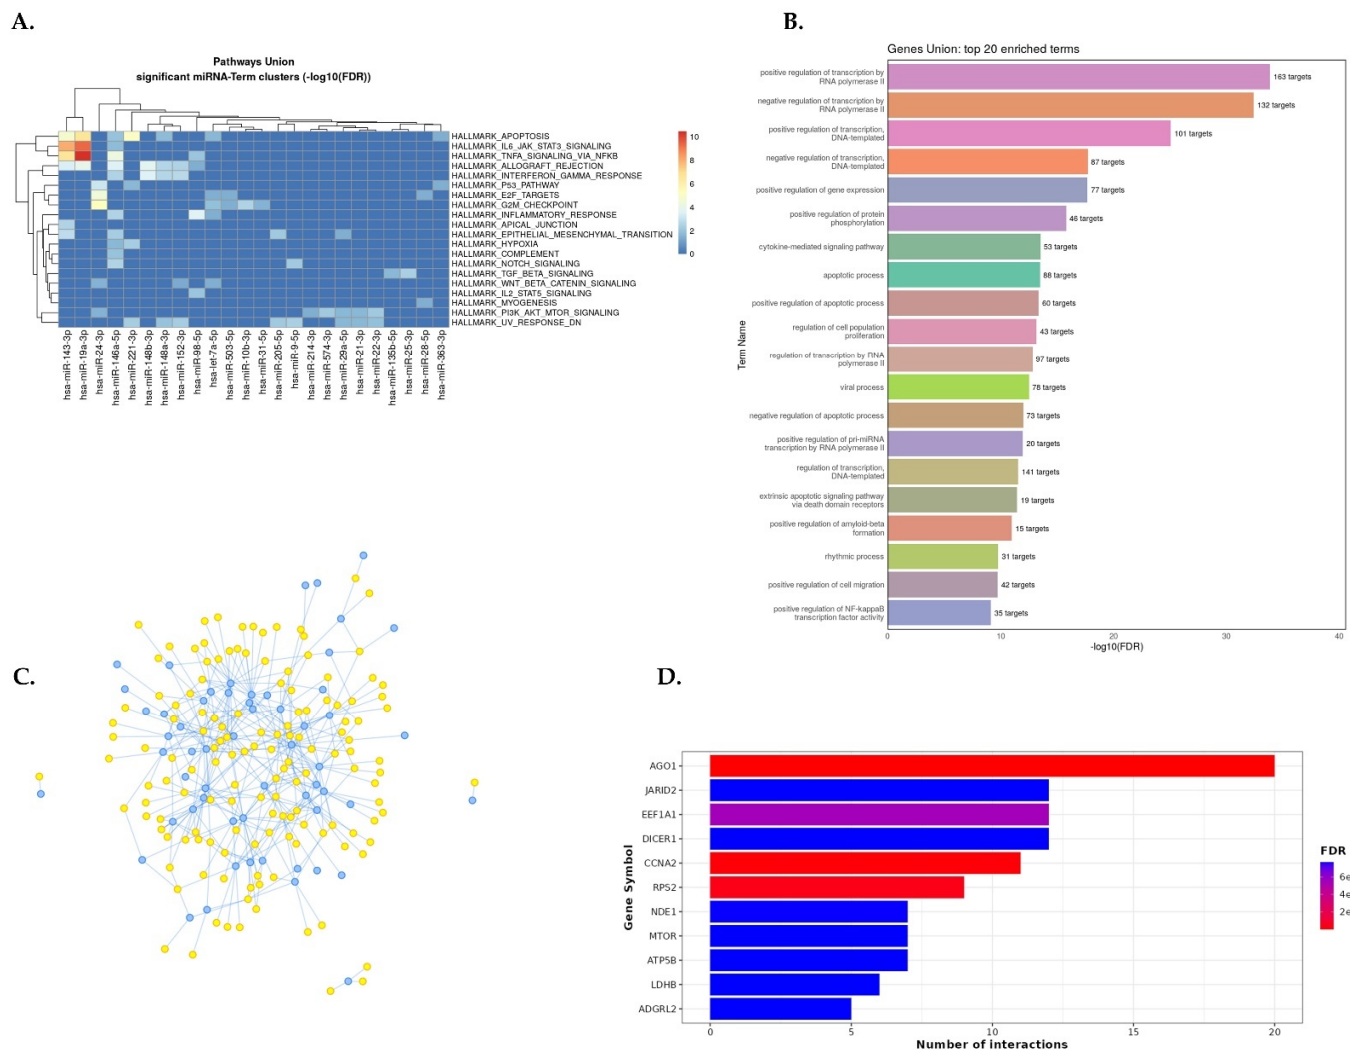 A.
Pathways Union
significant miRNA-Term clusters (-log10(FDR))
HALLMARK_APOPTOSIS
HALLMARK_IL6_JAK_STAT3_SIGNALING
HALLMARK_TNFA_SIGNALING_VIA_NFKB
HALLMARK_ALLOGRAFT_REJECTION
HALLMARK_INTERFERON_GAMMA_RESPONSE
HALLMARK_P53_PATHWAY
HALLMARK_E2F_TARGETS
HALLMARK_G2M_CHECKPOINT
HALLMARK_INFLAMMATORY_RESPONSE
HALLMARK_APICAL_JUNCTION
HALLMARK_EPITHELIAL_MESENCHYMAL_TRANSITION
HALLMARK_HYPOXIA
HALLMARK_COMPLEMENT
HALLMARK_NOTCH_SIGNALING
HALLMARK_TGF_BETA_SIGNALING
HALLMARK_WNT_BETA_CATENIN_SIGNALING
HALLMARK_IL2_STAT5_SIGNALING
HALLMARK_MYOGENESIS
HALLMARK_PI3K_AKT_MTOR_SIGNALING
HALLMARK_UV_RESPONSE_DN
10
8
6
4
2
0
hsa-miR-143-3p
hsa-miR-19a-3p
hsa-miR-24-3p
hsa-miR-146a-5p
hsa-miR-221-3p
hsa-miR-148b-3p
hsa-miR-148a-3p
hsa-miR-152-3p
hsa-miR-98-5p
hsa-let-7a-5p
hsa-miR-503-5p
hsa-miR-10b-3p
hsa-miR-31-5p
hsa-miR-205-5p
hsa-miR-9-5p
hsa-miR-214-3p
hsa-miR-574-3p
hsa-miR-29a-5p
hsa-miR-21-3p
hsa-miR-22-3p
hsa-miR-135b-5p
hsa-miR-25-3p
hsa-miR-28-5p
hsa-miR-363-3p
B.
Genes Union: top 20 enriched terms
Term Name
positive regulation of transcription by
RNA polymerase II
163 targets
negative regulation of transcription by
RNA polymerase II
132 targets
positive regulation of transcription,
DNA-templated
101 targets
negative regulation of transcription,
DNA-templated
87 targets
positive regulation of gene expression
77 targets
positive regulation of protein
phosphorylation
46 targets
cytokine-mediated signaling pathway
53 targets
apoptotic process
88 targets
positive regulation of apoptotic process
60 targets
regulation of cell population
proliferation
43 targets
regulation of transcription by RNA
polymerase II
97 targets
viral process
78 targets
negative regulation of apoptotic process
73 targets
positive regulation of pri-miRNA
transcription by RNA polymerase II
20 targets
regulation of transcription,
DNA-templated
141 targets
extrinsic apoptotic signaling pathway
via death domain receptors
19 targets
positive regulation of amyloid-beta
formation
15 targets
rhythmic process
31 targets
positive regulation of cell migration
42 targets
positive regulation of NF-kappaB
transcription factor activity
35 targets
0 10 20 30 40
-log10(FDR)
C.
D.
Gene Symbol
AGO1
JARID2
EEF1A1
DICER1
CCNA2
RPS2
NDE1
MTOR
ATP5B
LDHB
ADGRL2
0 5 10 15 20
Number of interactions
FDR
6e
4e
2e